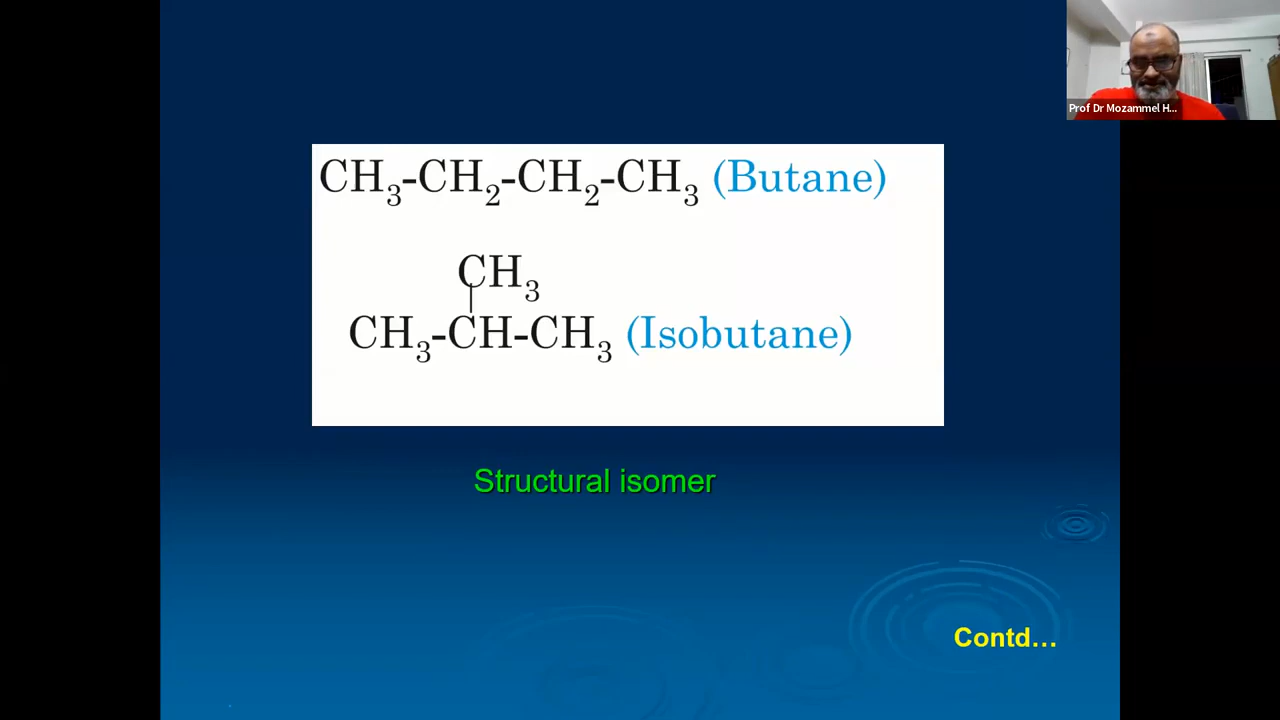 Prof Dr Mozammel H...
CH₃-CH₂-CH₂-CH₃ (Butane)
CH₃
CH₃-CH-CH₃ (Isobutane)
Structural isomer
Contd...